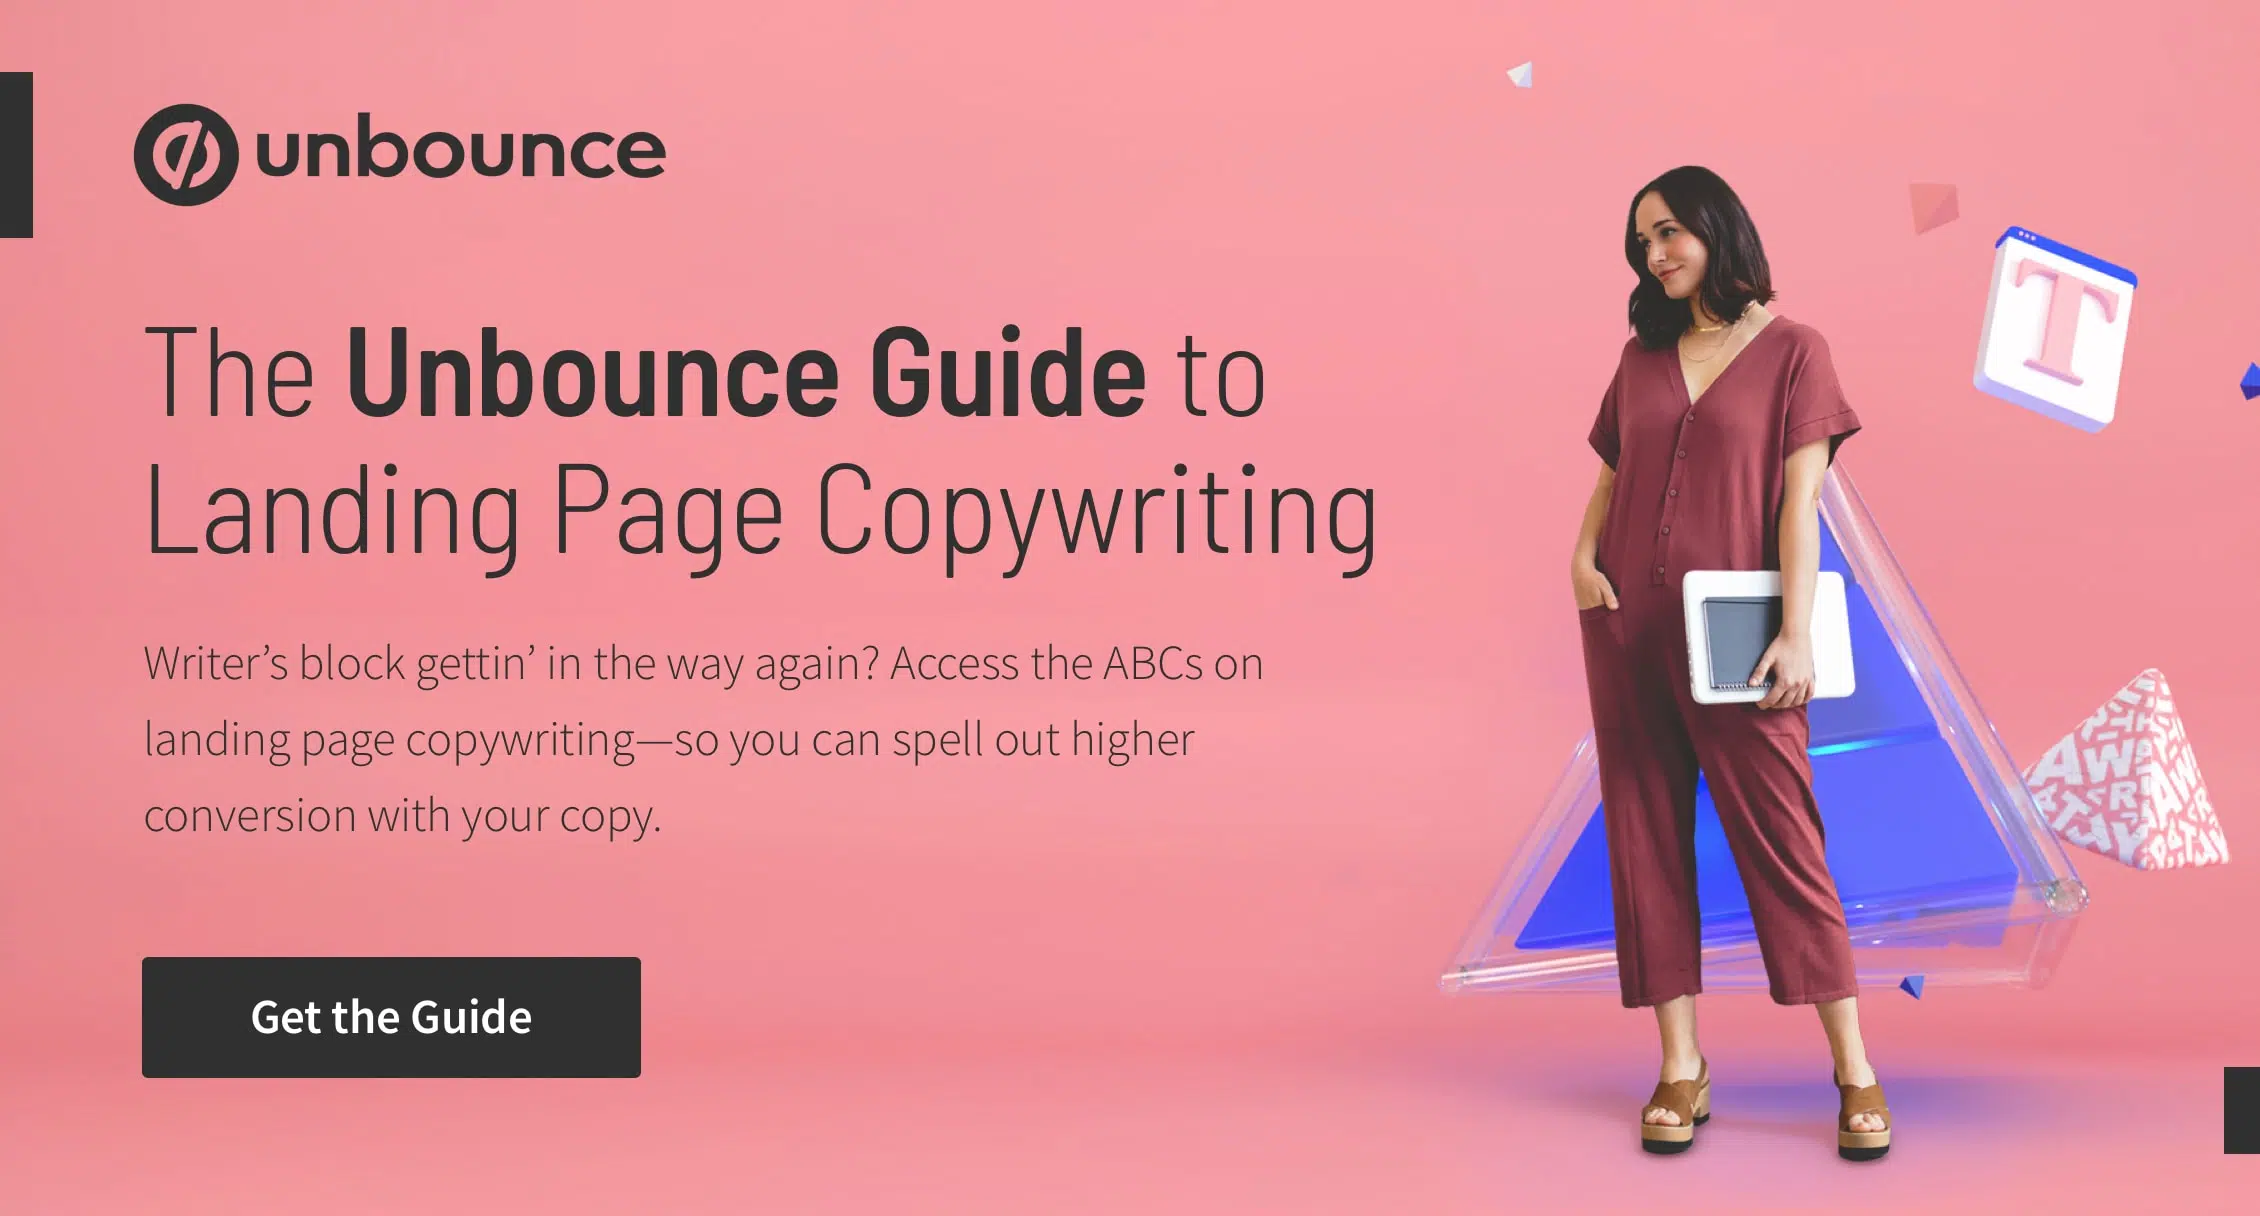 unbounce
The Unbounce Guide to
Landing Page Copywriting
Writer’s block gettin’ in the way again? Access the ABCs on
landing page copywriting—so you can spell out higher
conversion with your copy.
Get the Guide
T